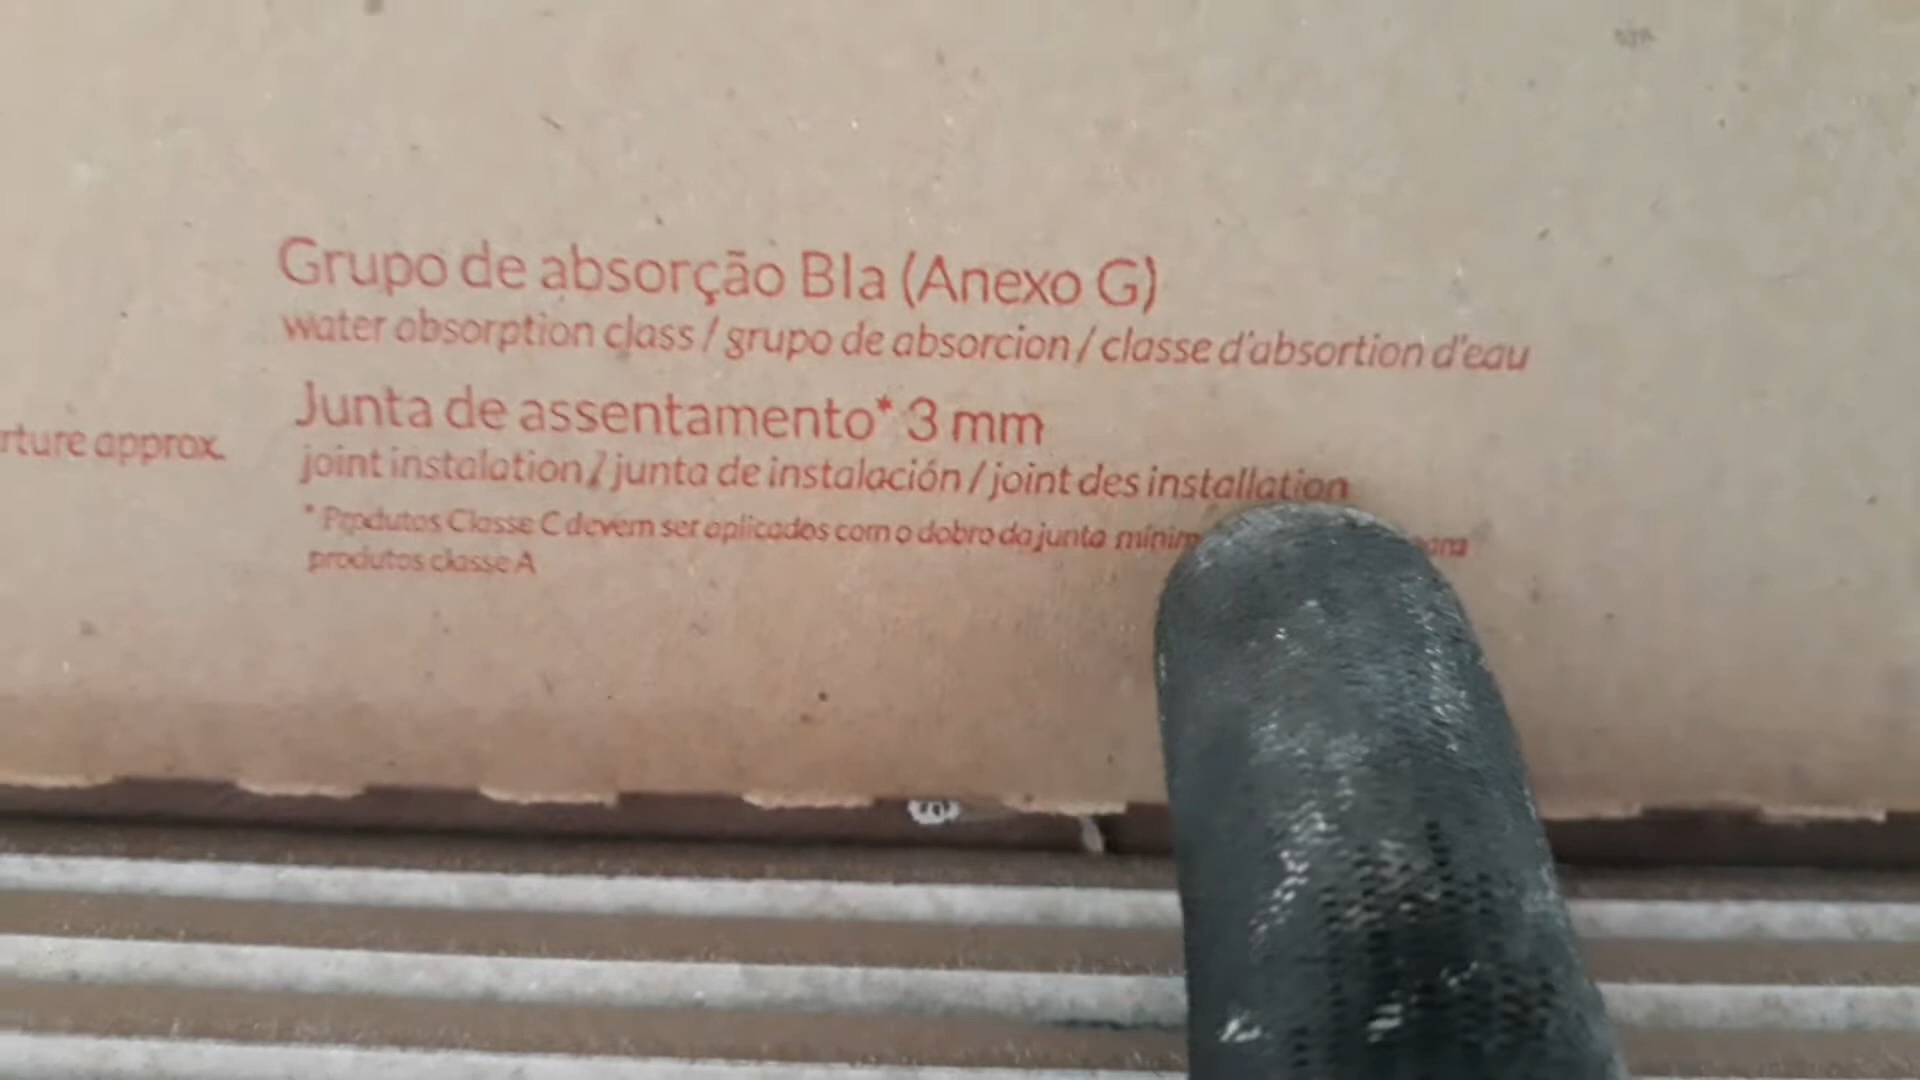 Grupo de absorção BIa (Anexo G)
water absorption class / grupo de absorcion / classe d'absortion d'eau
Junta de assentamento* 3 mm
rture approx.
joint instalation / junta de instalación / joint des installation
* Produtos Classe C devem ser aplicados com o dobro da junta
produtos classe A